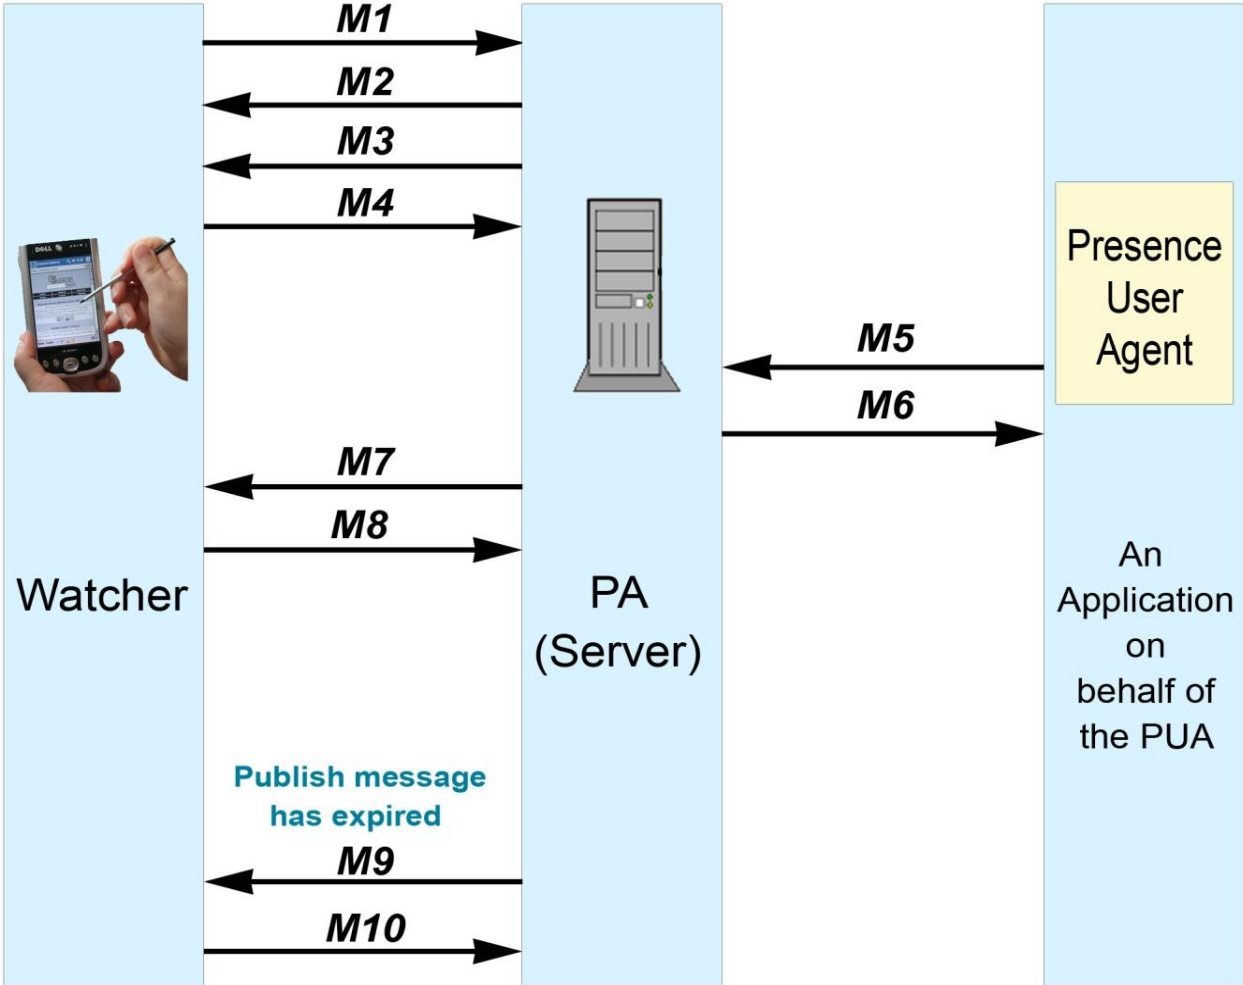 M1
M2
M3
M4
DELL
Presence
User
Agent
M5
M6
M7
M8
Watcher
PA
(Server)
An
Application
on
behalf of
the PUA
Publish message
has expired
M9
M10